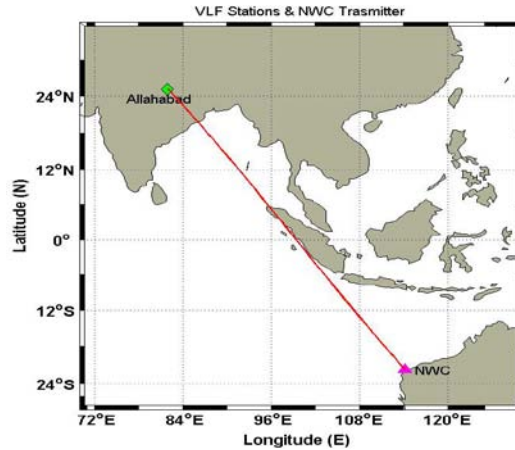 VLF Stations & NWC Trasmitter
24°N
12°N
0°
12°S
24°S
Latitude (N)
Allahabad
NWC
72°E
84°E
96°E
108°E
120°E
Longitude (E)